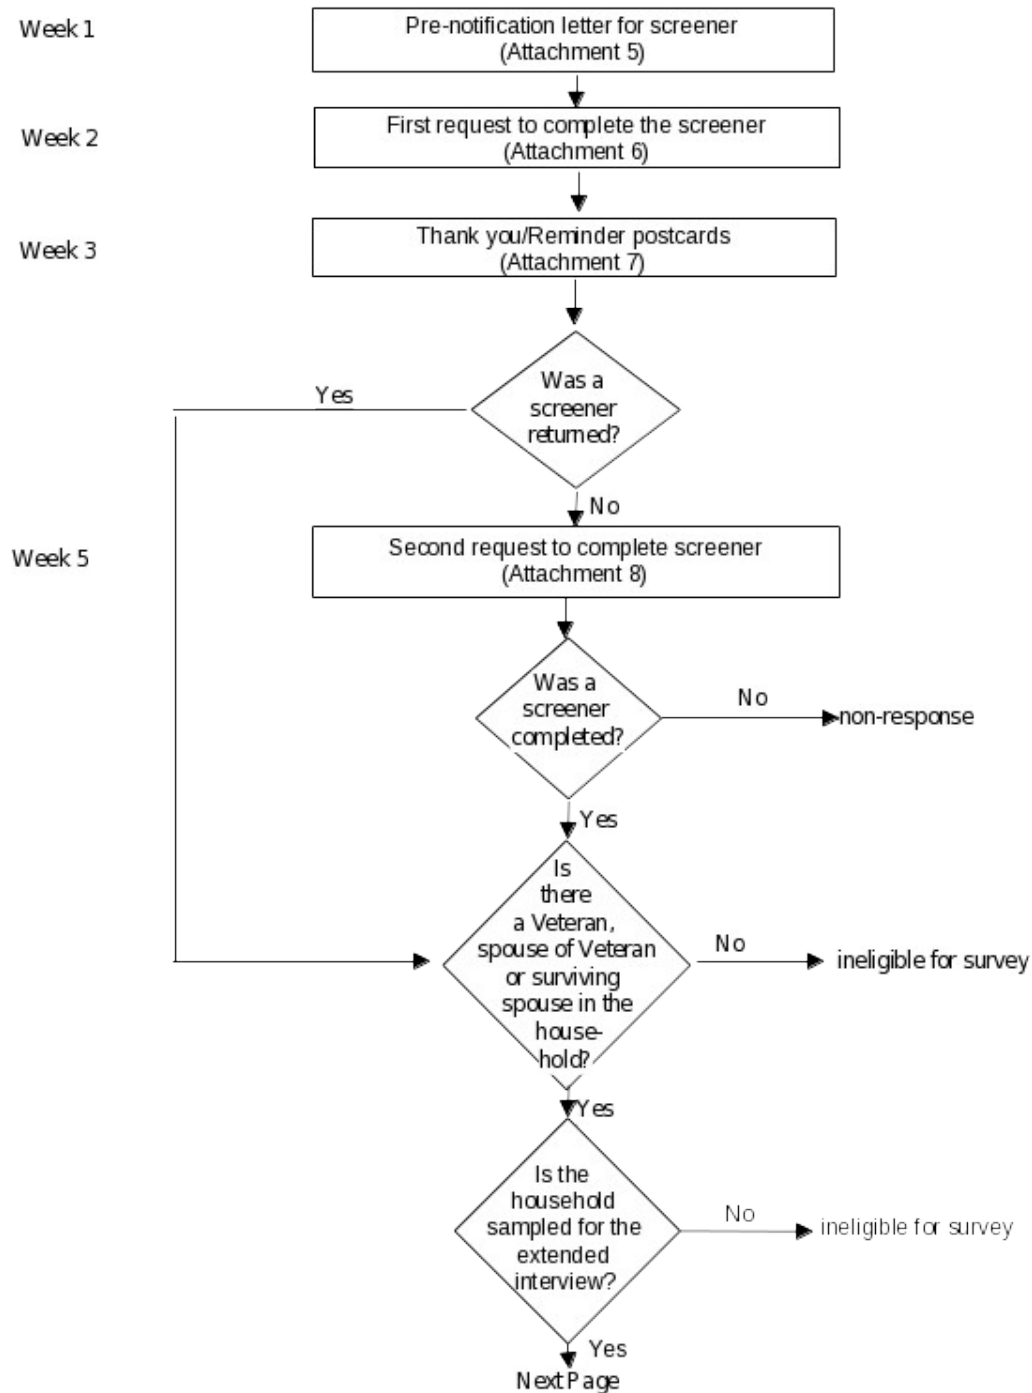 Week 1
Pre-notification letter for screener
(Attachment 5)
Week 2
First request to complete the screener
(Attachment 6)
Week 3
Thank you/Reminder postcards
(Attachment 7)
Yes
Was a
screener
returned?
No
Week 5
Second request to complete screener
(Attachment 8)
Was a
screener
completed?
No
non-response
Yes
Is
there
a Veteran,
spouse of Veteran
or surviving
spouse in the
house-
hold?
No
ineligible for survey
Yes
Is the
household
sampled for the
extended
interview?
No
ineligible for survey
Yes
Next Page